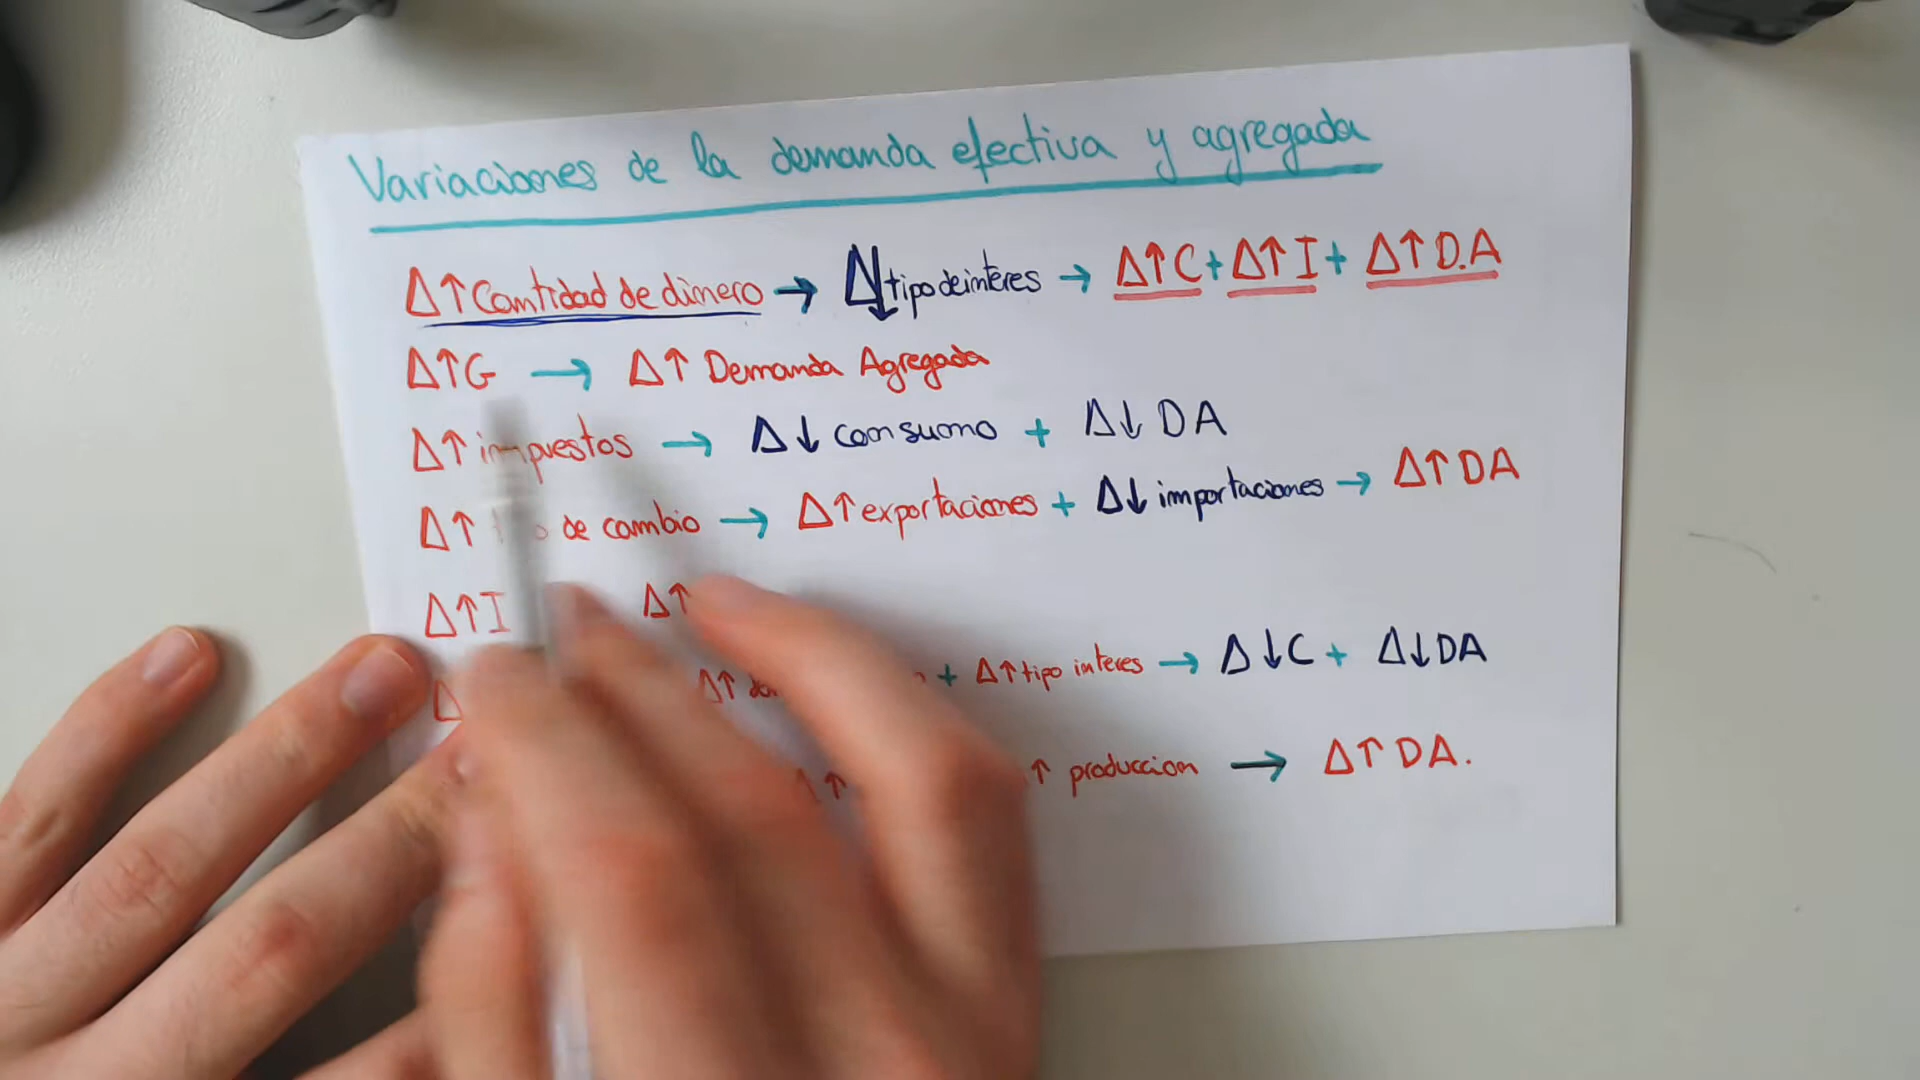 Variaciones de la demanda efectiva y agregada
Δ↑ Cantidad de dinero → Δ↓ tipo de interes → Δ↑ C + Δ↑ I + Δ↑ D.A
Δ↑ G → Δ↑ Demanda Agregada
Δ↑ impuestos → Δ↓ consumo + Δ↓ DA
Δ↑ de cambio → Δ↑ exportaciones + Δ↓ importaciones → Δ↑ DA
Δ↑ I Δ↑
Δ Δ↑ + Δ↑ tipo interes → Δ↓ C + Δ↓ DA
↑ ↑ produccion → Δ↑ DA.